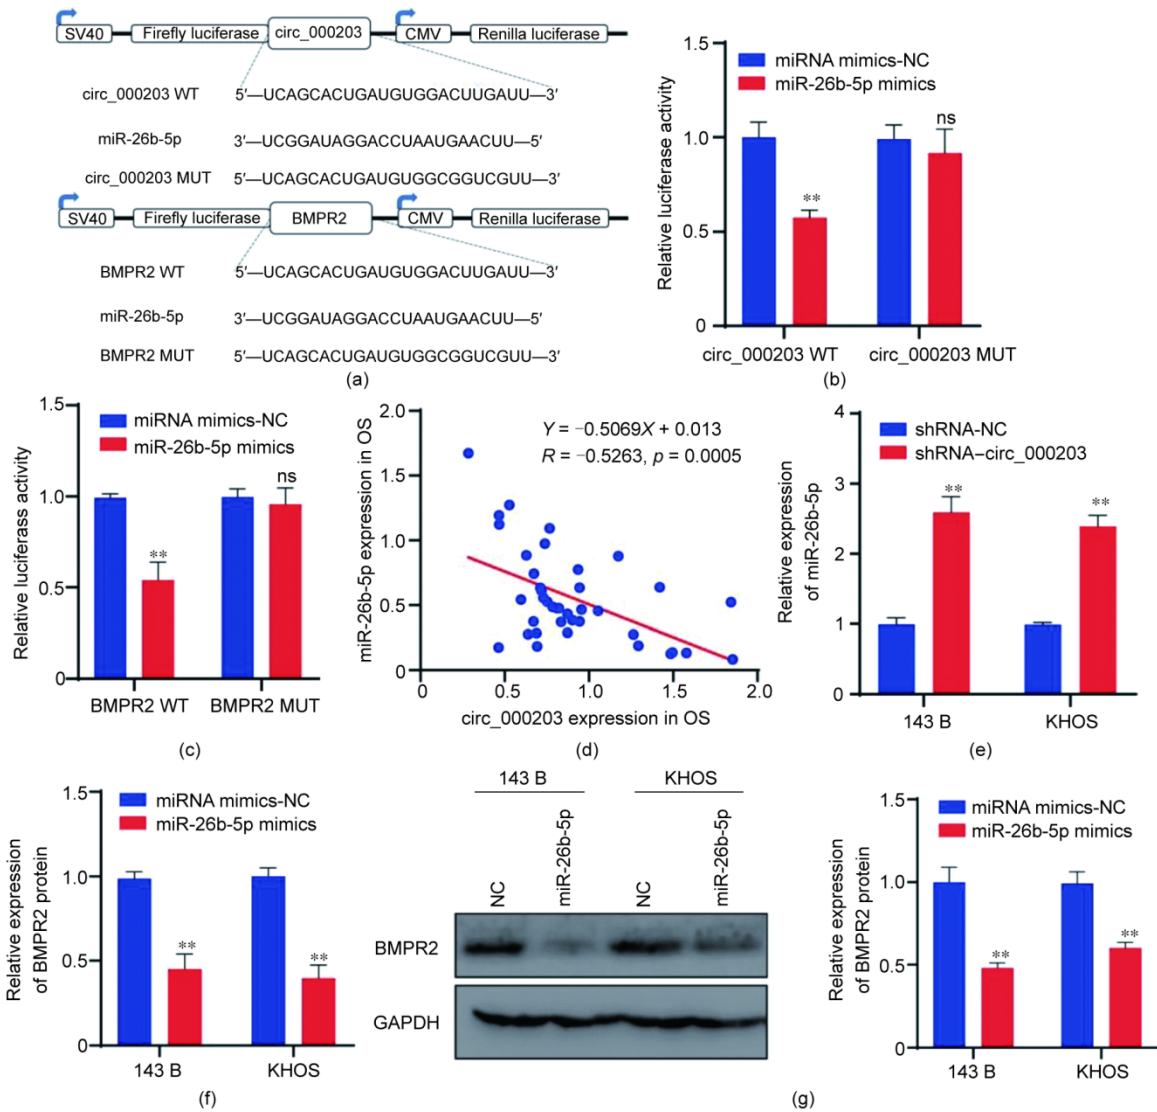 SV40 Firefly luciferase circ_000203 CMV Renilla luciferase
circ_000203 WT 5′—UCAGCACUGAUGUGGACUUGAUU—3′
miR-26b-5p 3′—UCGGAUAGGACCUAAUGAACUU—5′
circ_000203 MUT 5′—UCAGCACUGAUGUGGCGGUCGUU—3′
SV40 Firefly luciferase BMPR2 CMV Renilla luciferase
BMPR2 WT 5′—UCAGCACUGAUGUGGACUUGAUU—3′
miR-26b-5p 3′—UCGGAUAGGACCUAAUGAACUU—5′
BMPR2 MUT 5′—UCAGCACUGAUGUGGCGGUCGUU—3′
(a)
Relative luciferase activity
1.5
1.0
0.5
0
miRNA mimics-NC
miR-26b-5p mimics
**
ns
circ_000203 WT circ_000203 MUT
(b)
Relative luciferass activity
1.5
1.0
0.5
0
miRNA mimics-NC
miR-26b-5p mimics
**
ns
BMPR2 WT BMPR2 MUT
(c)
miR-26b-5p expression in OS
2.0
1.5
1.0
0.5
0
Y = −0.5069X + 0.013
R = −0.5263, p = 0.0005
0 0.5 1.0 1.5 2.0
circ_000203 expression in OS
(d)
Relative expression
of miR-26b-5p
4
2
1
0
shRNA-NC
shRNA–circ_000203
**
**
143 B KHOS
(e)
Relative expression
of BMPR2 protein
1.5
1.0
0.5
0
miRNA mimics-NC
miR-26b-5p mimics
**
**
143 B KHOS
(f)
143 B KHOS
NC miR-26b-5p NC miR-26b-5p
BMPR2
GAPDH
Relative expression
of BMPR2 protein
1.5
1.0
0.5
0
miRNA mimics-NC
miR-26b-5p mimics
**
**
143 B KHOS
(g)